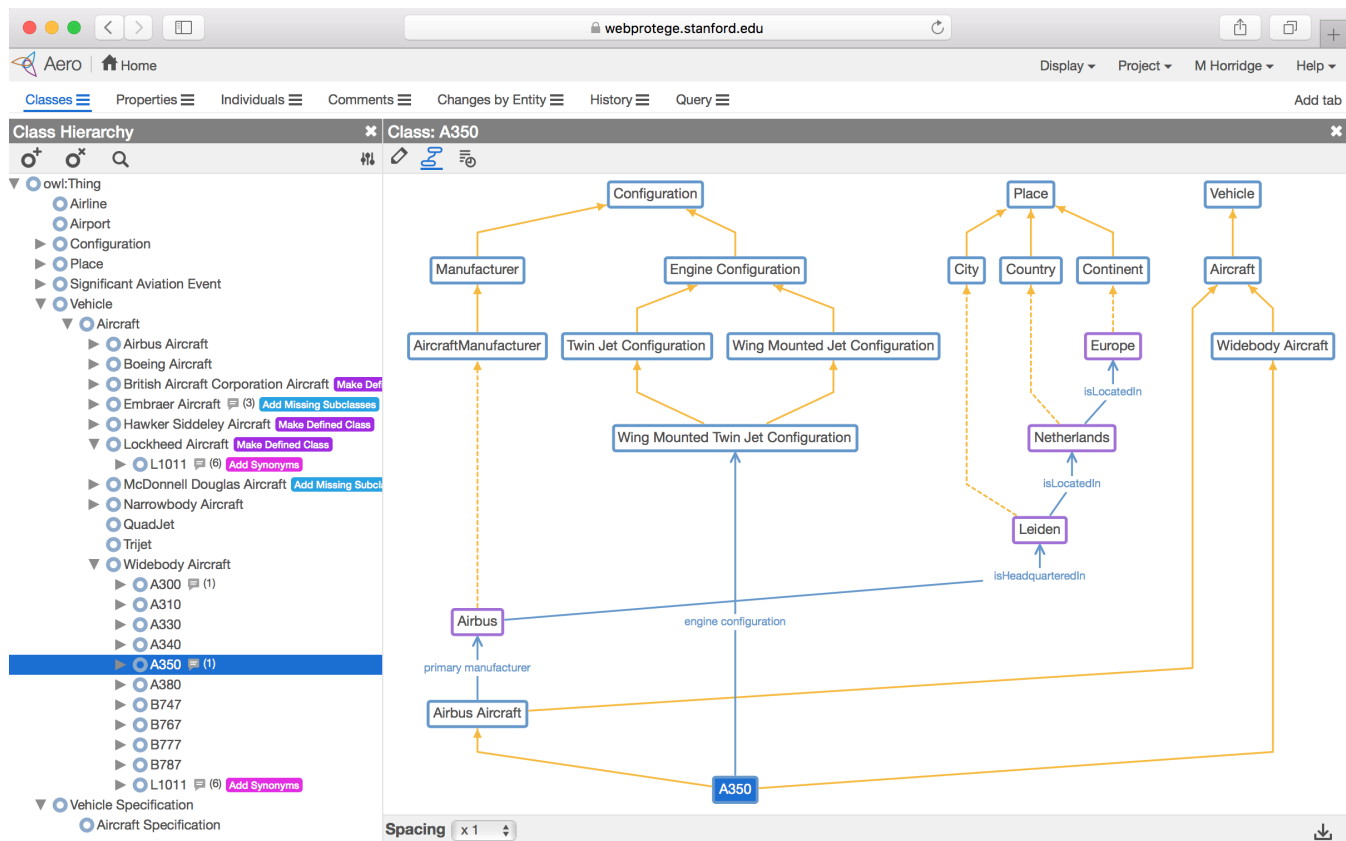 webprotege.stanford.edu
Aero Home Display Project M Horridge Help
Classes Properties Individuals Comments Changes by Entity History Query Add tab
Class Hierarchy
owl:Thing
Airline
Airport
Configuration
Place
Significant Aviation Event
Vehicle
Aircraft
Airbus Aircraft
Boeing Aircraft
British Aircraft Corporation Aircraft Make Def
Embraer Aircraft (3) Add Missing Subclasses
Hawker Siddeley Aircraft Make Defined Class
Lockheed Aircraft Make Defined Class
L1011 (6) Add Synonyms
McDonnell Douglas Aircraft Add Missing Subcl
Narrowbody Aircraft
QuadJet
Trijet
Widebody Aircraft
A300 (1)
A310
A330
A340
A350 (1)
A380
B747
B767
B777
B787
L1011 (6) Add Synonyms
Vehicle Specification
Aircraft Specification
Class: A350
Configuration Place Vehicle
Manufacturer Engine Configuration City Country Continent Aircraft
AircraftManufacturer Twin Jet Configuration Wing Mounted Jet Configuration Europe Widebody Aircraft
isLocatedIn
Wing Mounted Twin Jet Configuration Netherlands
isLocatedIn
Leiden
isHeadquarteredIn
Airbus engine configuration
primary manufacturer
Airbus Aircraft
A350
Spacing x 1